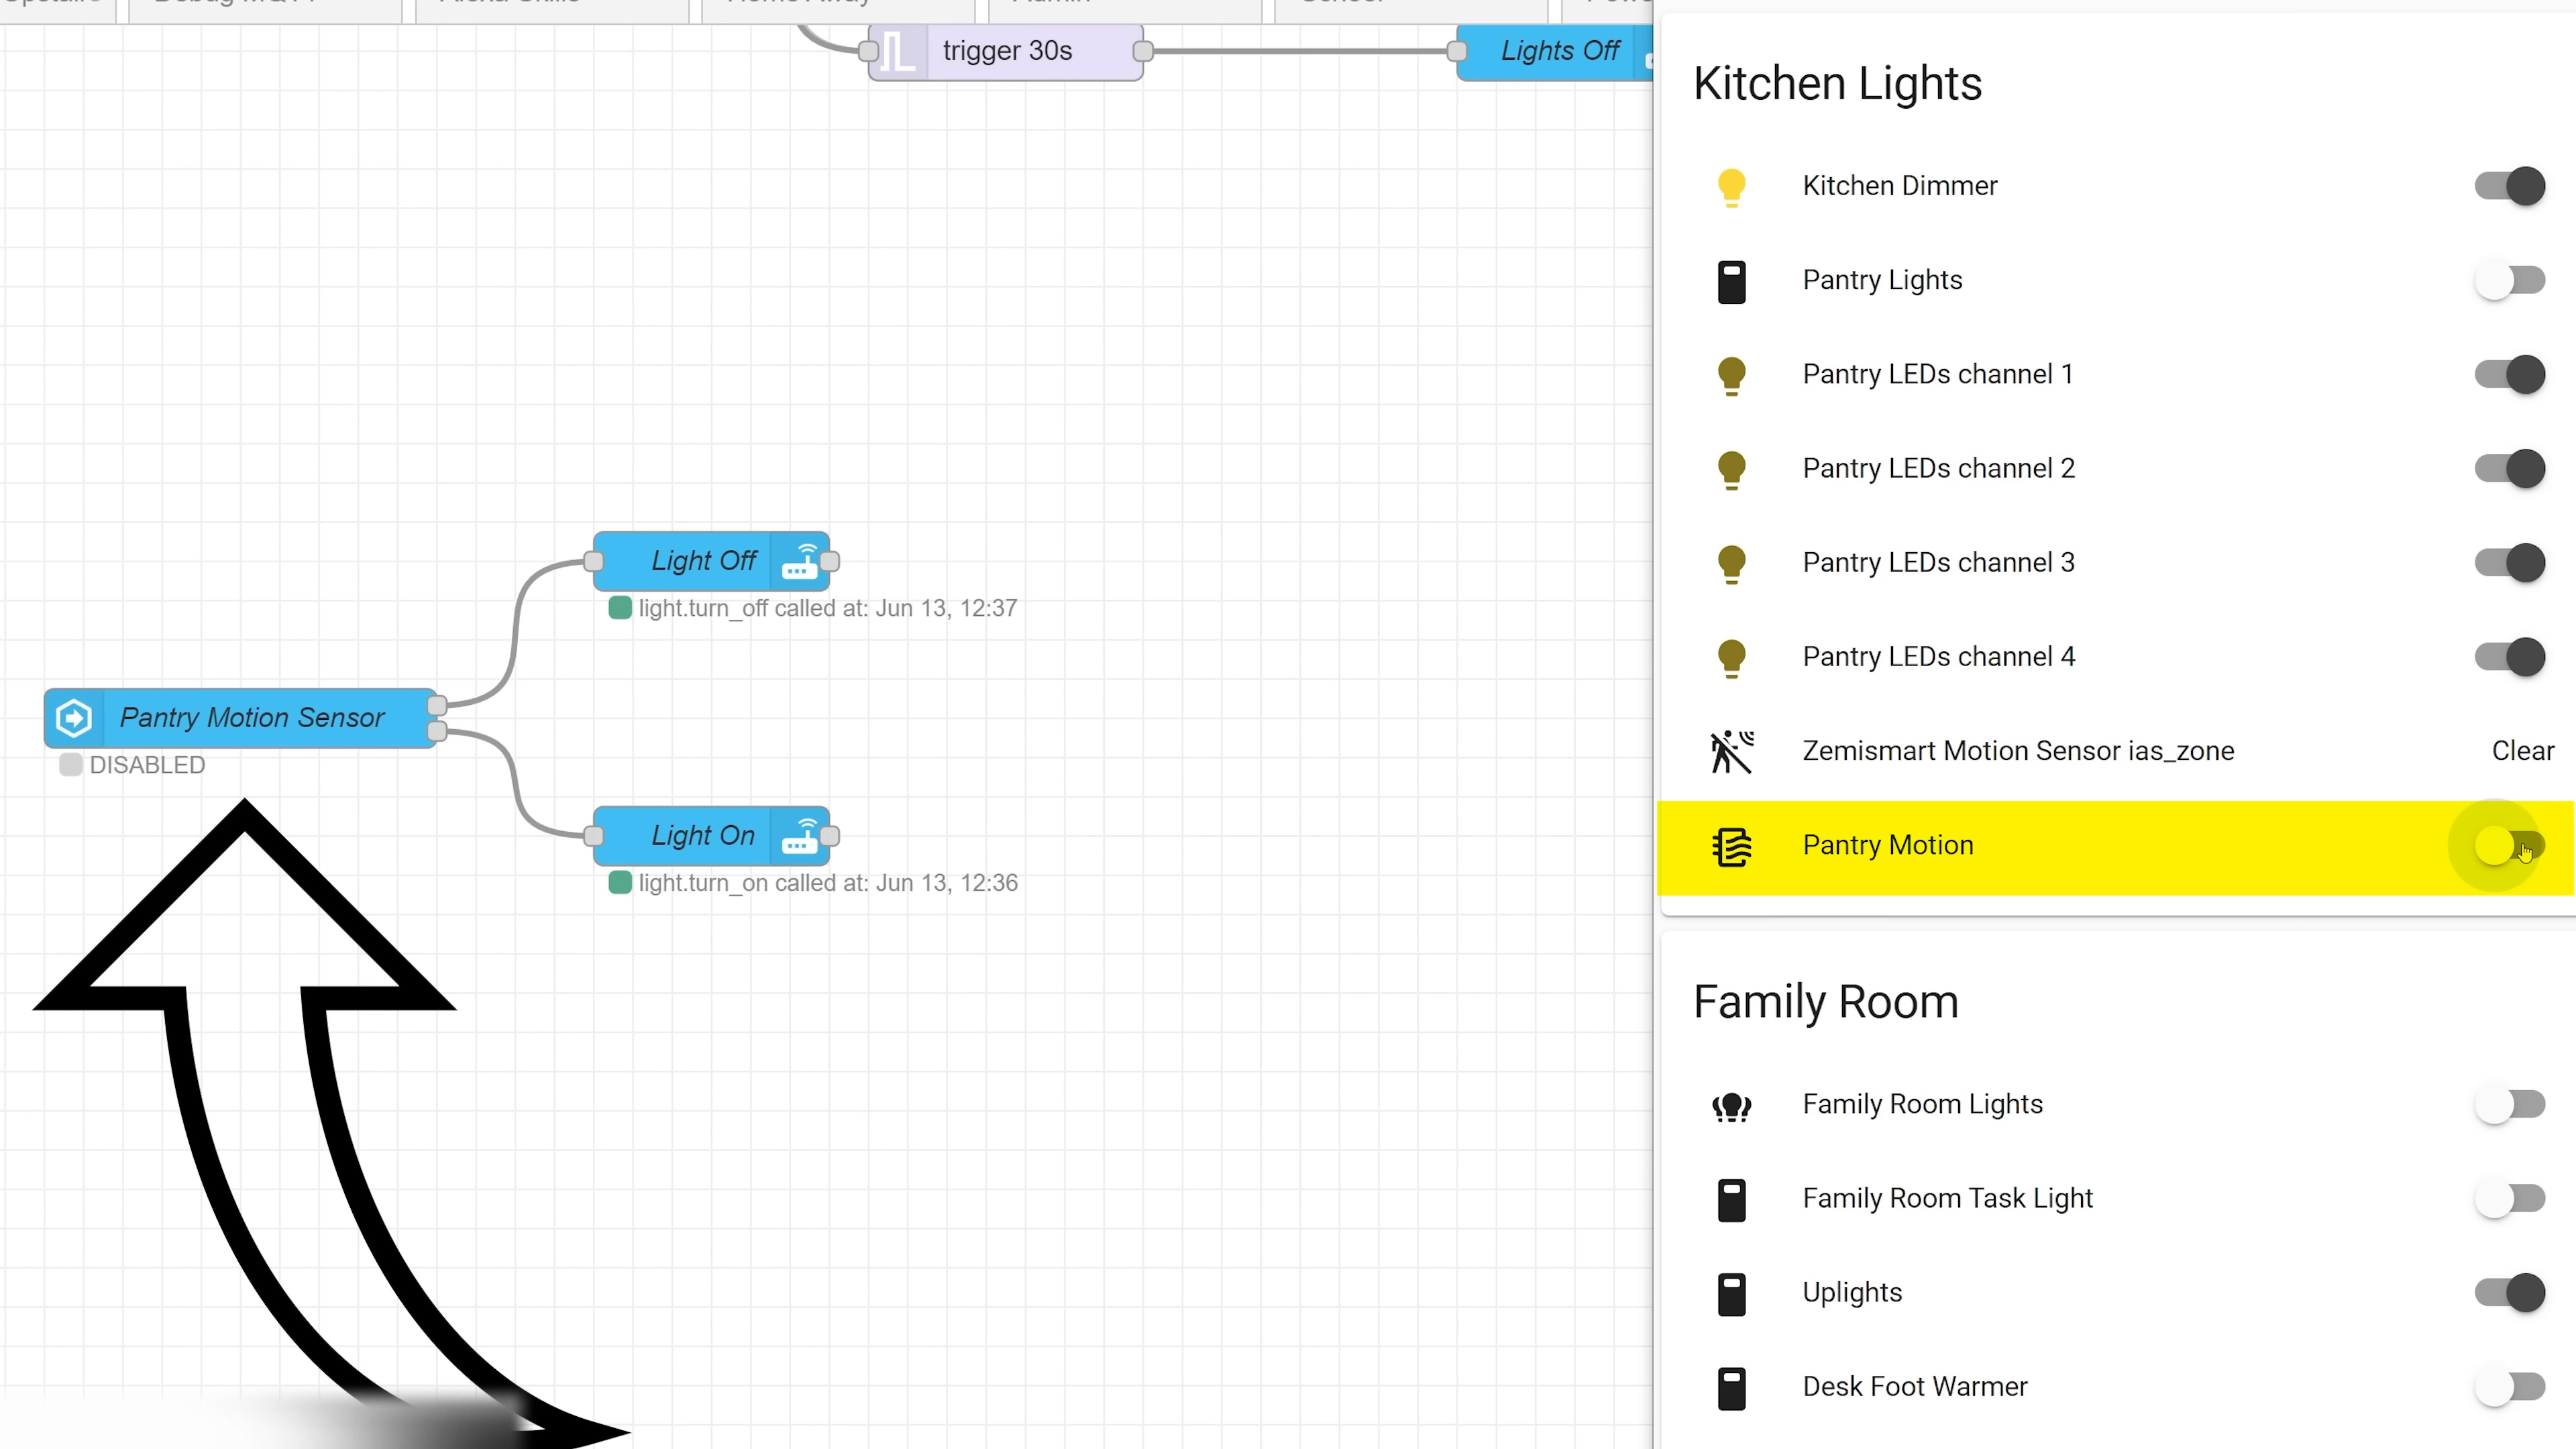 trigger 30s
Lights Off
Light Off
light.turn_off called at: Jun 13, 12:37
Pantry Motion Sensor
DISABLED
Light On
light.turn_on called at: Jun 13, 12:36
Kitchen Lights
Kitchen Dimmer
Pantry Lights
Pantry LEDs channel 1
Pantry LEDs channel 2
Pantry LEDs channel 3
Pantry LEDs channel 4
Zemismart Motion Sensor ias_zone Clear
Pantry Motion
Family Room
Family Room Lights
Family Room Task Light
Uplights
Desk Foot Warmer